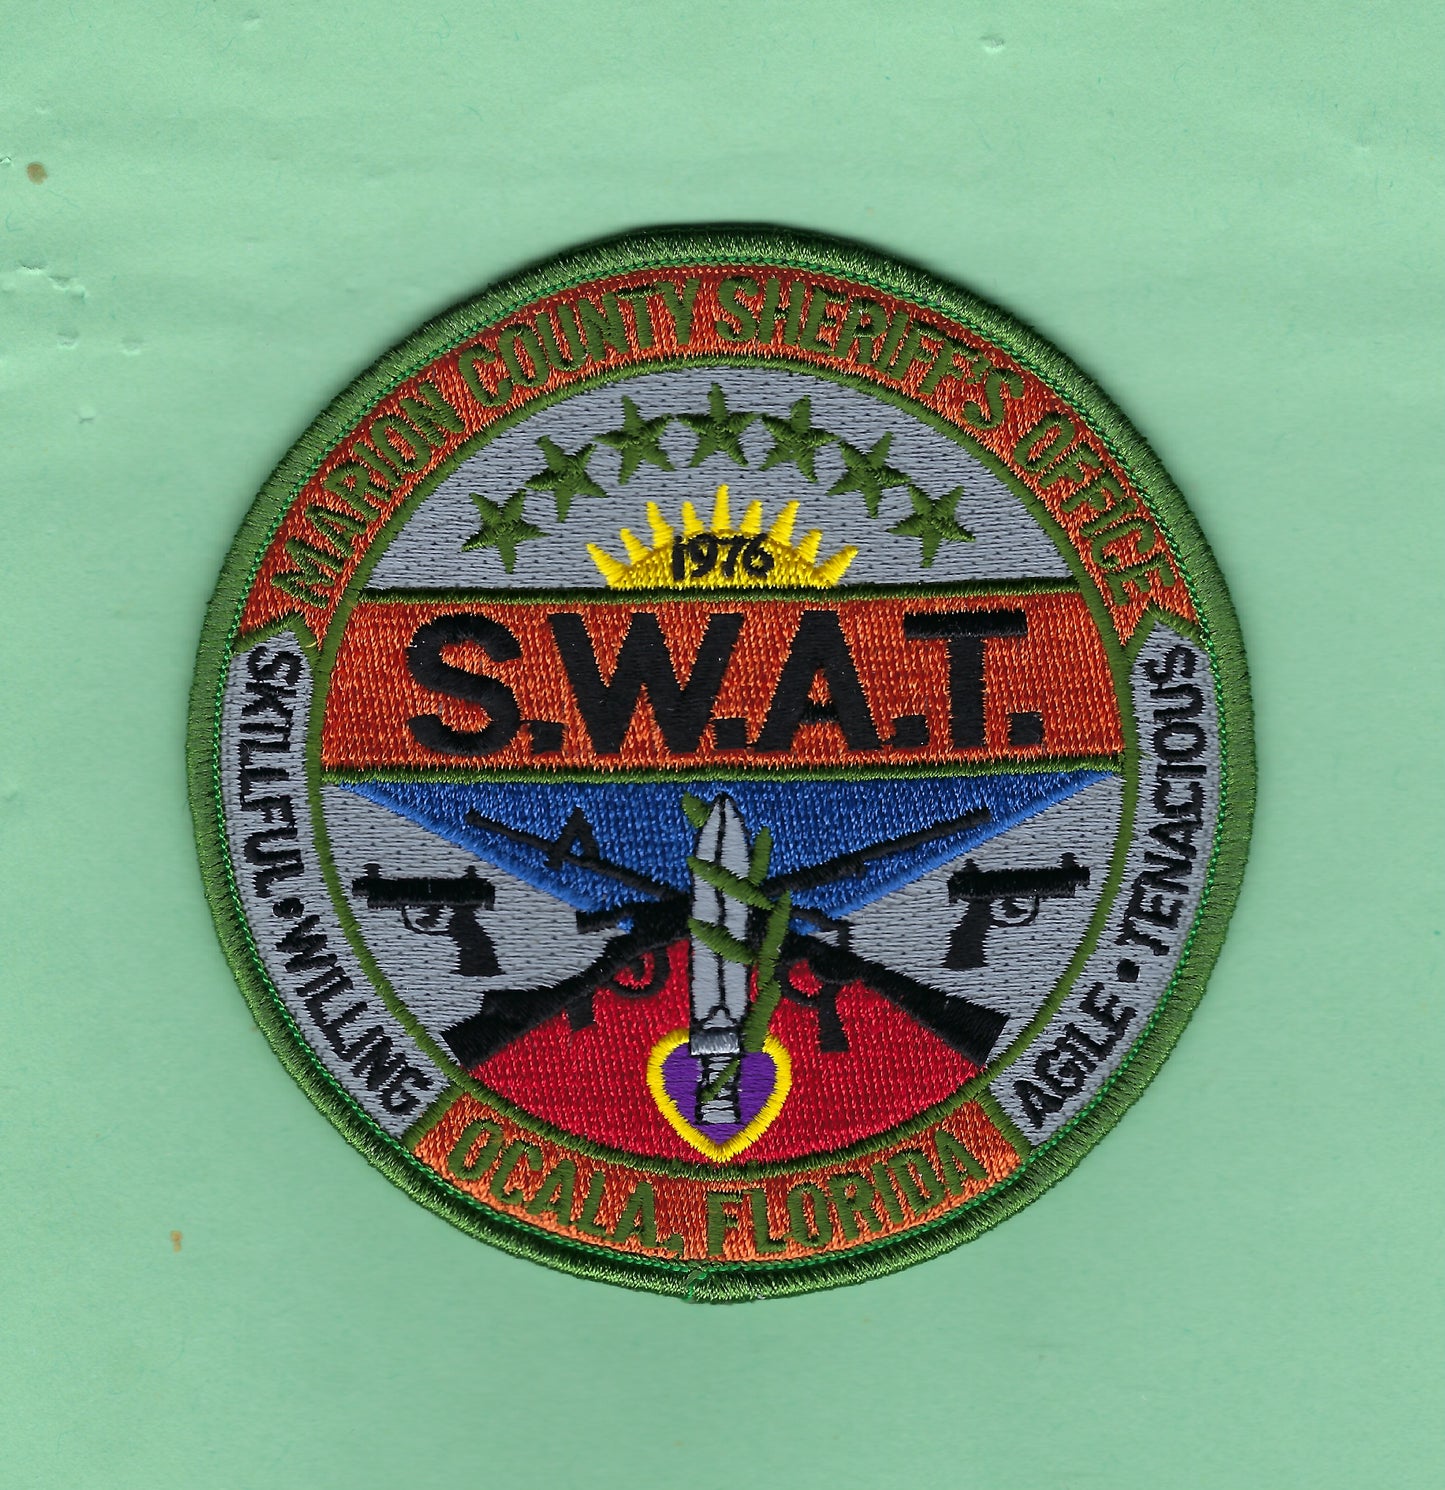 MARION COUNTY SHERIFF'S OFFICE
1976
S.W.A.T.
SKILLFUL • WILLING
AGILE • TENACIOUS
OCALA, FLORIDA